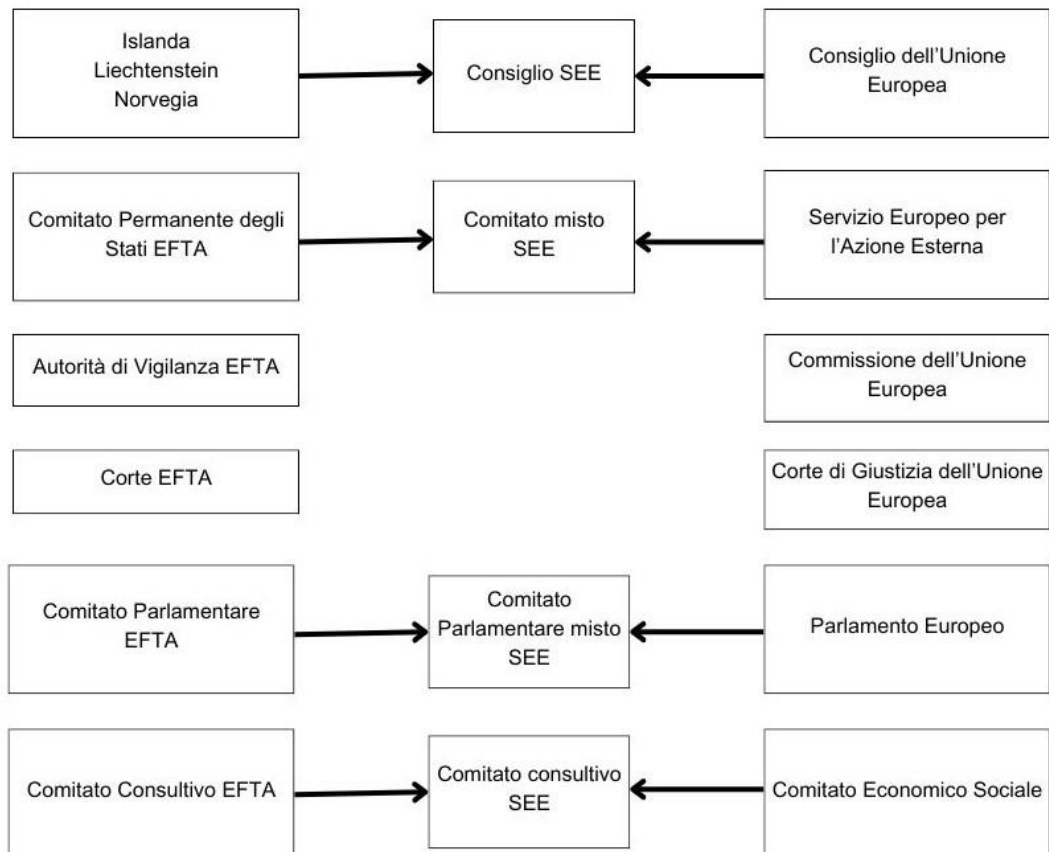 Islanda
Liechtenstein
Norvegia
Consiglio SEE
Consiglio dell'Unione
Europea
Comitato Permanente degli
Stati EFTA
Comitato misto
SEE
Servizio Europeo per
l'Azione Esterna
Autorità di Vigilanza EFTA
Commissione dell'Unione
Europea
Corte EFTA
Corte di Giustizia dell'Unione
Europea
Comitato Parlamentare
EFTA
Comitato
Parlamentare misto
SEE
Parlamento Europeo
Comitato Consultivo EFTA
Comitato consultivo
SEE
Comitato Economico Sociale